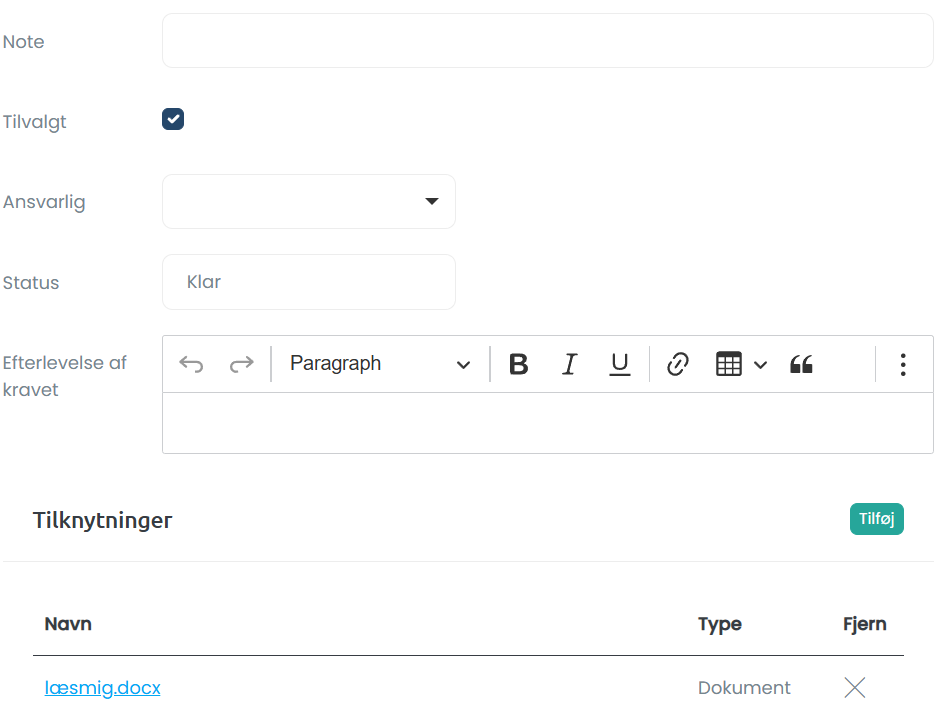 Note
Tilvalgt
Ansvarlig
Status Klar
Efterlevelse af
kravet
Paragraph B I U
Tilknytninger Tilføj
Navn Type Fjern
læsmig.docx Dokument